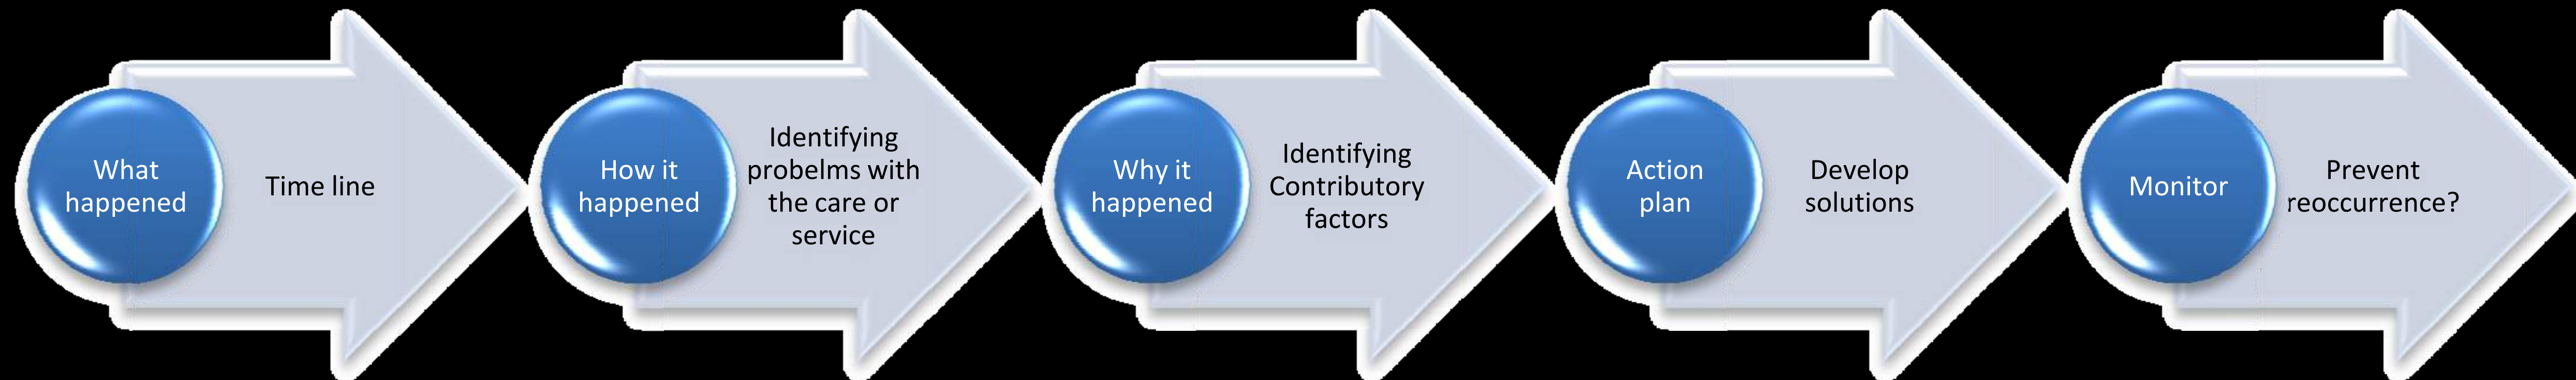 What
happened
Time line
How it
happened
Identifying
probelms with
the care or
service
Why it
happened
Identifying
Contributory
factors
Action
plan
Develop
solutions
Monitor
Prevent
reoccurrence?